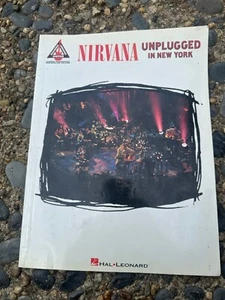 NIRVANA
UNPLUGGED
IN NEW YORK
HAL•LEONARD